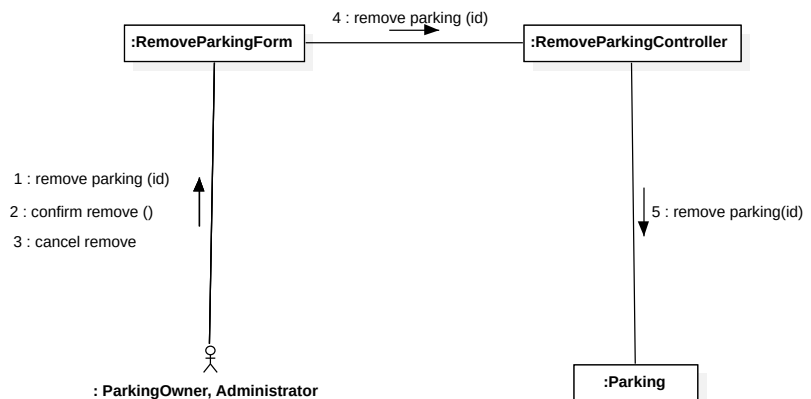 4 : remove parking (id)
:RemoveParkingForm
:RemoveParkingController
1 : remove parking (id)
2 : confirm remove ()
3 : cancel remove
5 : remove parking(id)
: ParkingOwner, Administrator
:Parking